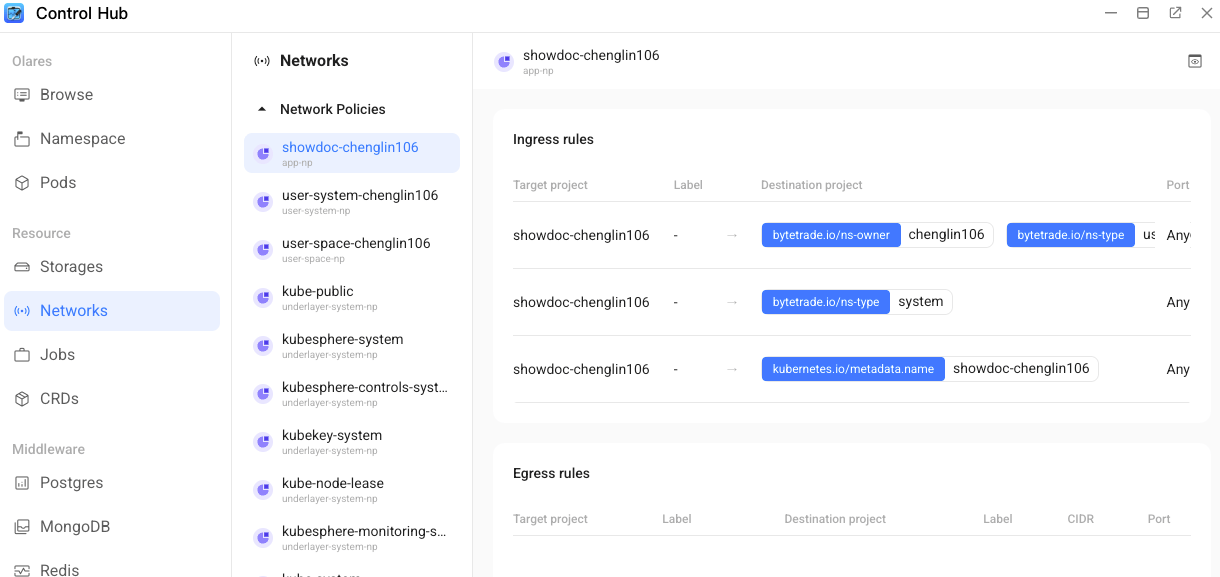 Control Hub
Olares
Browse
Namespace
Pods
Resource
Storages
Networks
Jobs
CRDs
Middleware
Postgres
MongoDB
Redis
Networks
Network Policies
showdoc-chenglin106
app-np
user-system-chenglin106
user-system-np
user-space-chenglin106
user-space-np
kube-public
underlayer-system-np
kubesphere-system
underlayer-system-np
kubesphere-controls-syst...
underlayer-system-np
kubekey-system
underlayer-system-np
kube-node-lease
underlayer-system-np
kubesphere-monitoring-s...
underlayer-system-np
showdoc-chenglin106
app-np
Ingress rules
Target project Label Destination project Port
showdoc-chenglin106 - → bytetrade.io/ns-owner chenglin106 bytetrade.io/ns-type us Any
showdoc-chenglin106 - → bytetrade.io/ns-type system Any
showdoc-chenglin106 - → kubernetes.io/metadata.name showdoc-chenglin106 Any
Egress rules
Target project Label Destination project Label CIDR Port